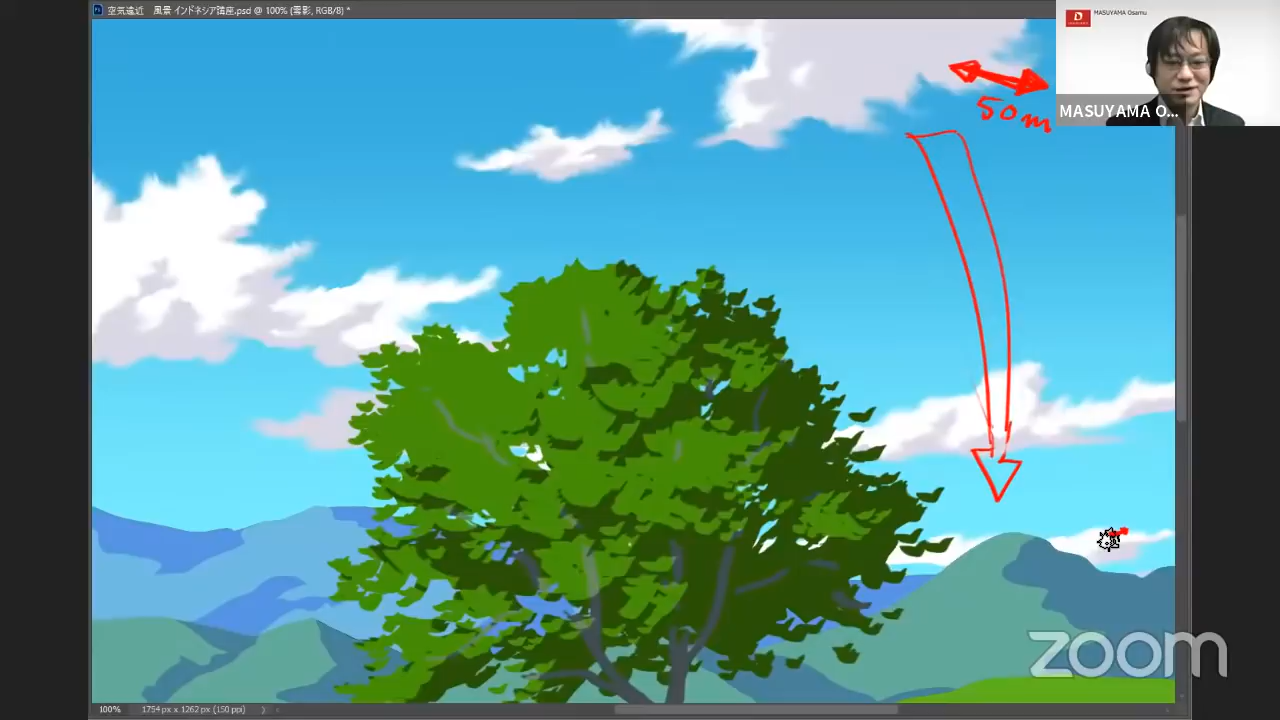 空気遠近 風景 インドネシア講座.psd @ 100% (雲影, RGB/8) *
MASUYAMA Osamu
MASUYAMA O...
50m
zoom
100% 1754 px x 1262 px (150 ppi)